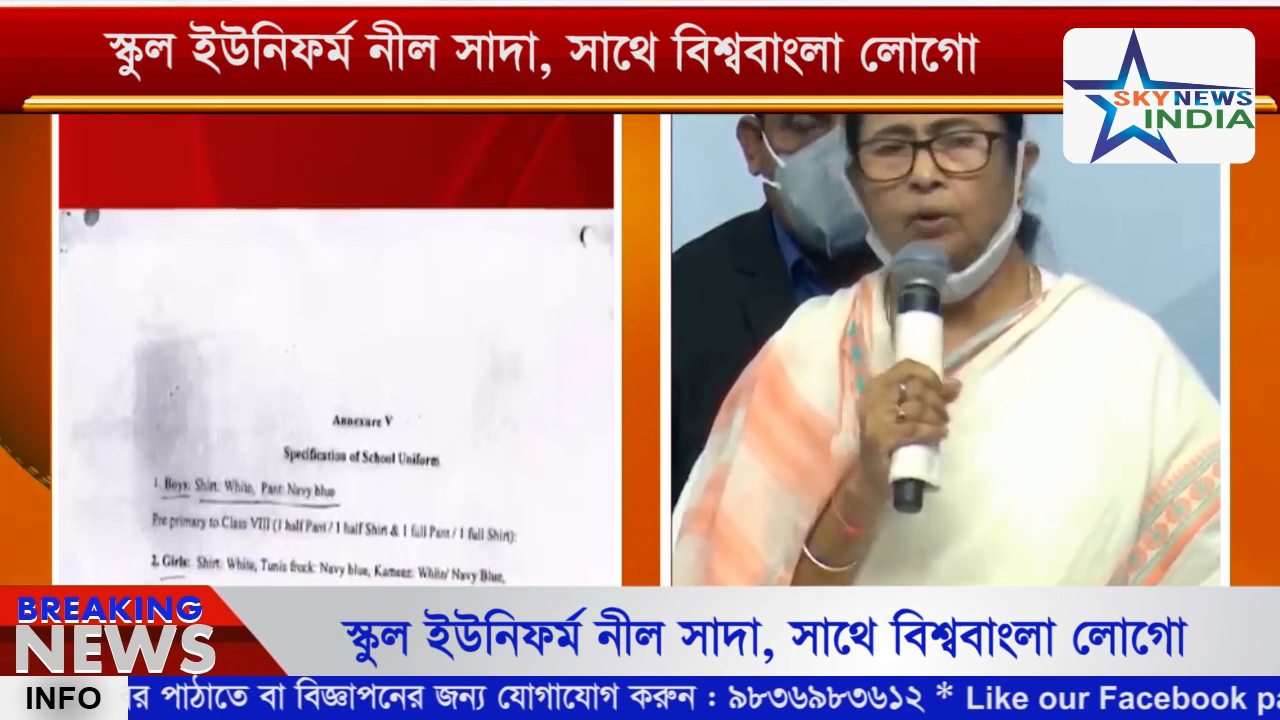 স্কুল ইউনিফর্ম নীল সাদা, সাথে বিশ্ববাংলা লোগো
SKYNEWS
INDIA
Annexure V
Specification of School Uniform
1. Boys: Shirt: White, Pant: Navy blue
Pre primary to Class VIII (1 half Pant / 1 half Shirt & 1 full Pant / 1 full Shirt):
2. Girls: Shirt: White, Tunic frock: Navy blue, Kameez: White/ Navy Blue,
BREAKING
NEWS
স্কুল ইউনিফর্ম নীল সাদা, সাথে বিশ্ববাংলা লোগো
INFO
পাঠাতে বা বিজ্ঞাপনের জন্য যোগাযোগ করুন : ৯৮৩৬৯৮৩৬১২ * Like our Facebook